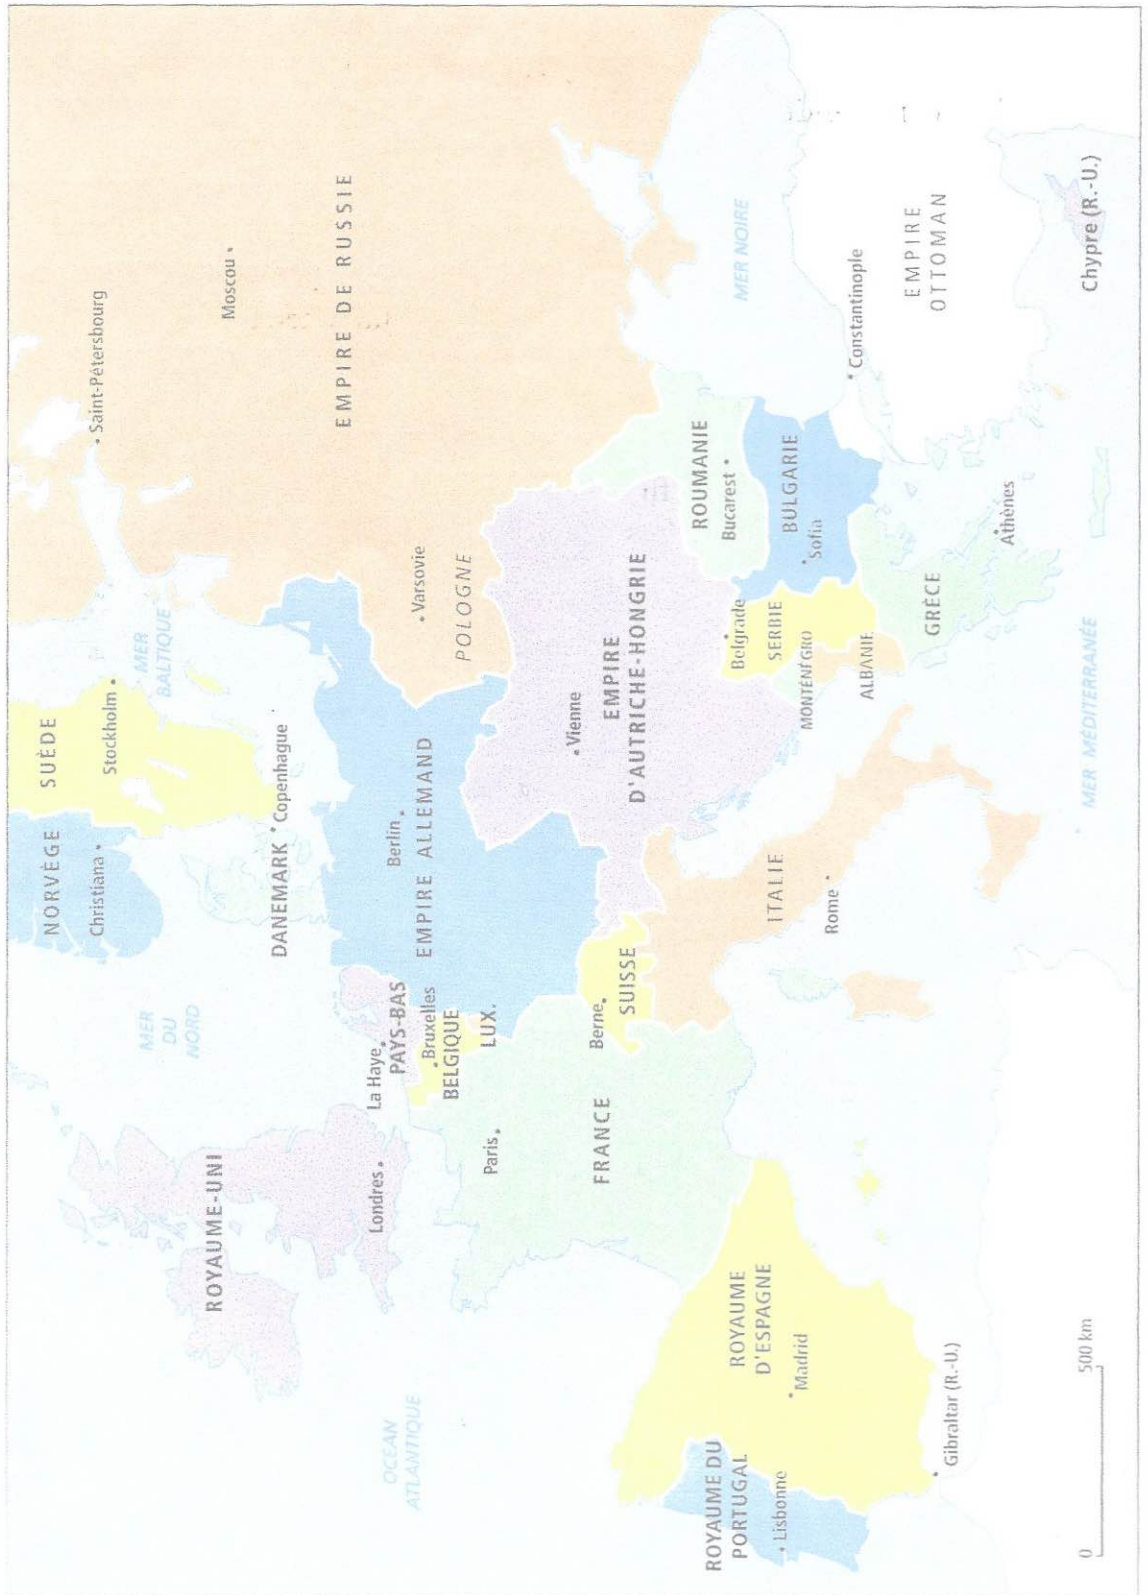 NORVÈGE
Christiana
SUÈDE
Stockholm
Saint-Pétersbourg
MER
BALTIQUE
MER
DU
NORD
Moscou
ROYAUME-UNI
Londres
DANEMARK
Copenhague
EMPIRE DE RUSSIE
La Haye
PAYS-BAS
Bruxelles
BELGIQUE
LUX.
Berlin
EMPIRE ALLEMAND
Varsovie
POLOGNE
OCEAN
ATLANTIQUE
Paris
FRANCE
Berne
SUISSE
Vienne
EMPIRE
D'AUTRICHE-HONGRIE
ROUMANIE
Bucarest
MER NOIRE
ROYAUME DU
PORTUGAL
Lisbonne
ROYAUME
D'ESPAGNE
Madrid
ITALIE
Rome
Belgrade
SERBIE
MONTÉNÉGRO
ALBANIE
BULGARIE
Sofia
Constantinople
EMPIRE
OTTOMAN
GRÈCE
Athènes
Gibraltar (R.-U.)
MER MÉDITERRANÉE
Chypre (R.-U.)
0 500 km